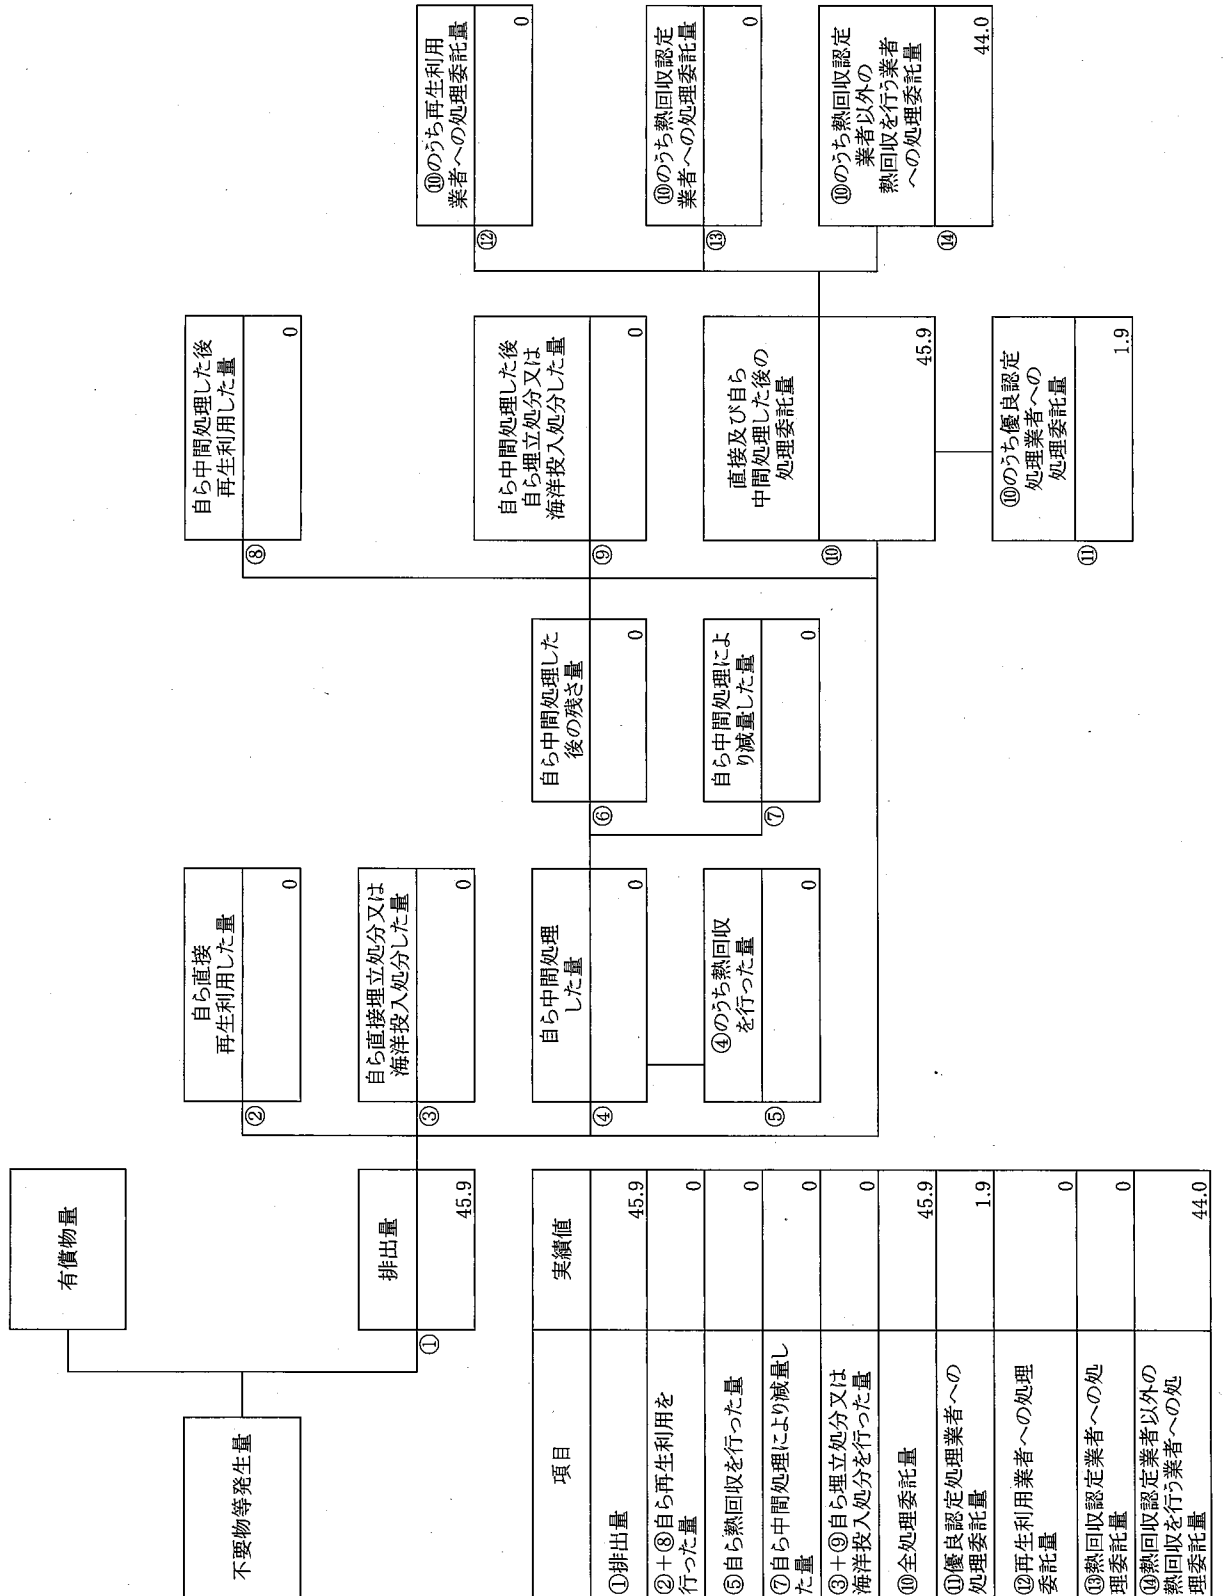 不要物等発生量
有償物量
①
排出量
45.9
②
自ら直接
再生利用した量
0
③
自ら直接埋立処分又は
海洋投入処分した量
0
④
自ら中間処理
した量
0
⑤
④のうち熱回収
を行った量
0
⑥
自ら中間処理した
後の残さ量
0
⑦
自ら中間処理によ
り減量した量
0
⑧
自ら中間処理した後
再生利用した量
0
⑨
自ら中間処理した後
自ら埋立処分又は
海洋投入処分した量
0
⑩
直接及び自ら
中間処理した後の
処理委託量
45.9
⑪
⑩のうち優良認定
処理業者への
処理委託量
1.9
⑫
⑩のうち再生利用
業者への処理委託量
0
⑬
⑩のうち熱回収認定
業者への処理委託量
0
⑭
⑩のうち熱回収認定
業者以外の
熱回収を行う業者
への処理委託量
44.0
項目
実績値
①排出量
45.9
②＋⑧自ら再生利用を
行った量
0
⑤自ら熱回収を行った量
0
⑦自ら中間処理により減量し
た量
0
③＋⑨自ら埋立処分又は
海洋投入処分を行った量
0
⑩全処理委託量
45.9
⑪優良認定処理業者への
処理委託量
1.9
⑫再生利用業者への処理
委託量
0
⑬熱回収認定業者への処
理委託量
0
⑭熱回収認定業者以外の
熱回収を行う業者への処
理委託量
44.0